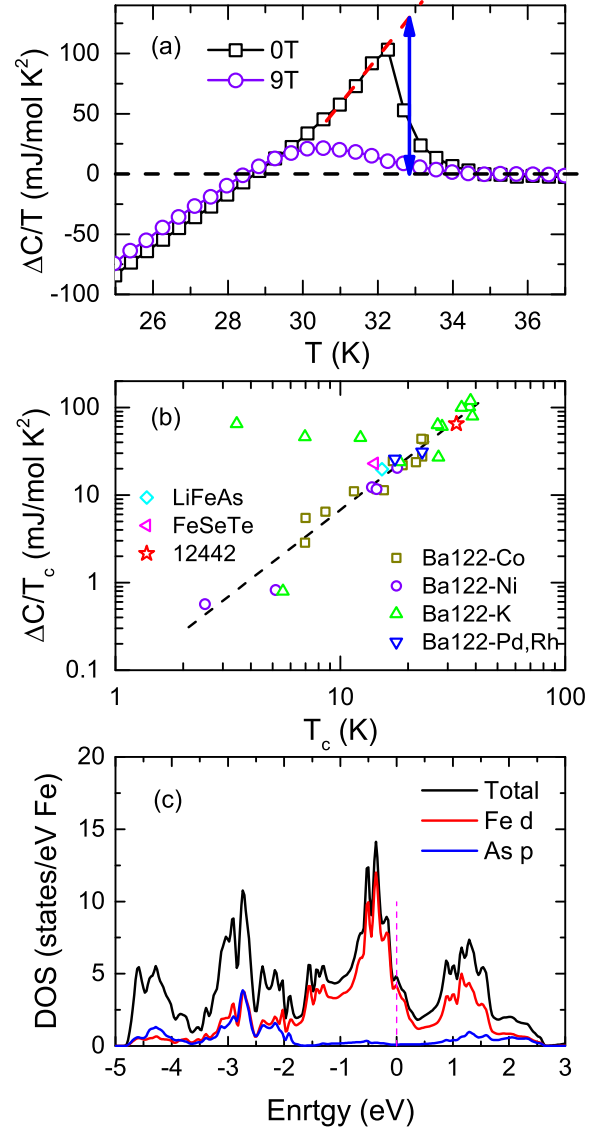 (a)
0T
9T
100
50
0
-50
-100
ΔC/T (mJ/mol K²)
26 28 30 32 34 36
T (K)
(b)
100
10
1
0.1
ΔC/T_c (mJ/mol K²)
LiFeAs
FeSeTe
12442
Ba122-Co
Ba122-Ni
Ba122-K
Ba122-Pd,Rh
1 10 100
T_c (K)
(c)
20
15
10
5
0
DOS (states/eV Fe)
Total
Fe d
As p
-5 -4 -3 -2 -1 0 1 2 3
Enrtgy (eV)